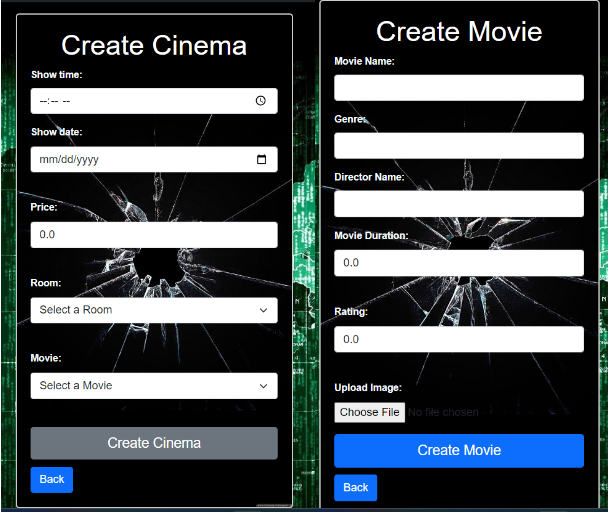 Create Cinema
Show time:
--:-- --
Show date:
mm/dd/yyyy
Price:
0.0
Room:
Select a Room
Movie:
Select a Movie
Create Cinema
Back
Create Movie
Movie Name:
Genre:
Director Name:
Movie Duration:
0.0
Rating:
0.0
Upload Image:
Choose File No file chosen
Create Movie
Back